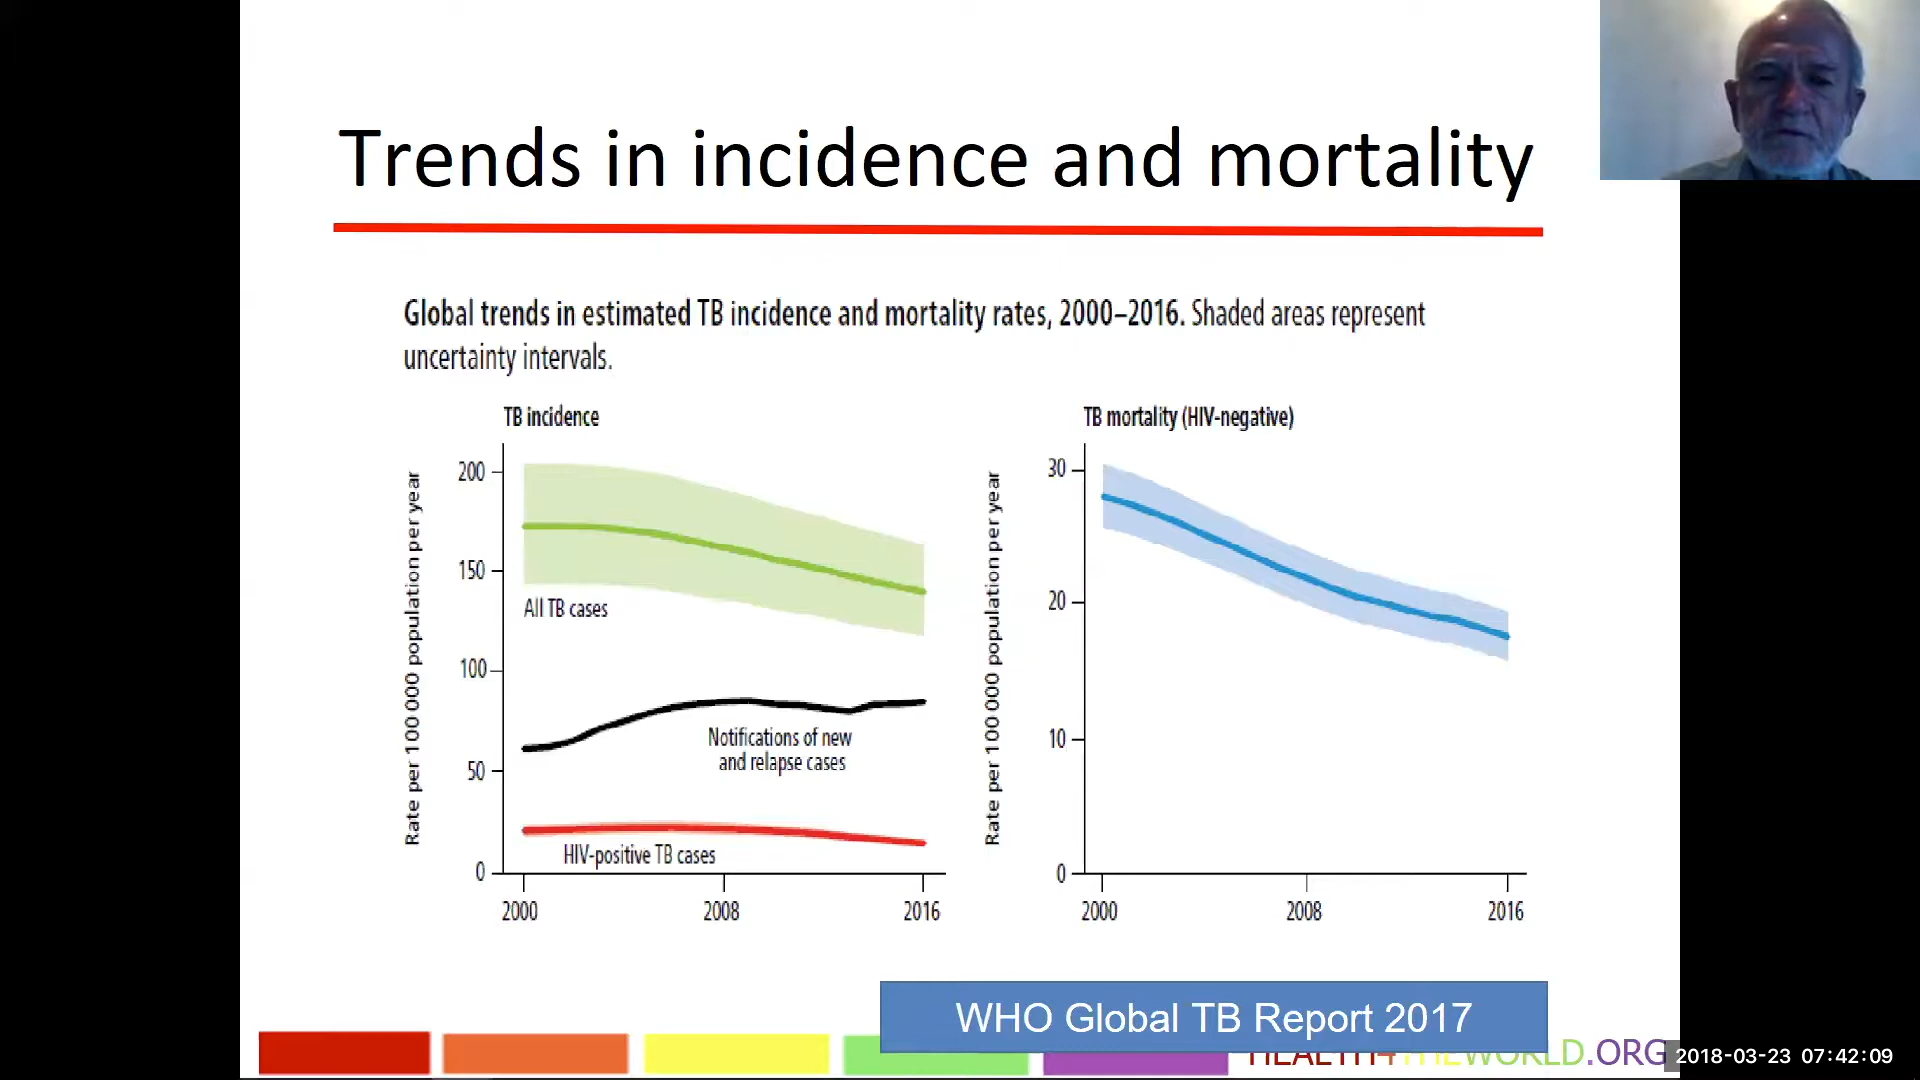 Trends in incidence and mortality
Global trends in estimated TB incidence and mortality rates, 2000–2016. Shaded areas represent
uncertainty intervals.
TB incidence
Rate per 100 000 population per year
200
150
100
50
0
All TB cases
Notifications of new
and relapse cases
HIV-positive TB cases
2000 2008 2016
TB mortality (HIV-negative)
Rate per 100 000 population per year
30
20
10
0
2000 2008 2016
WHO Global TB Report 2017
HEALTH4THEWORLD.ORG
2018-03-23 07:42:09